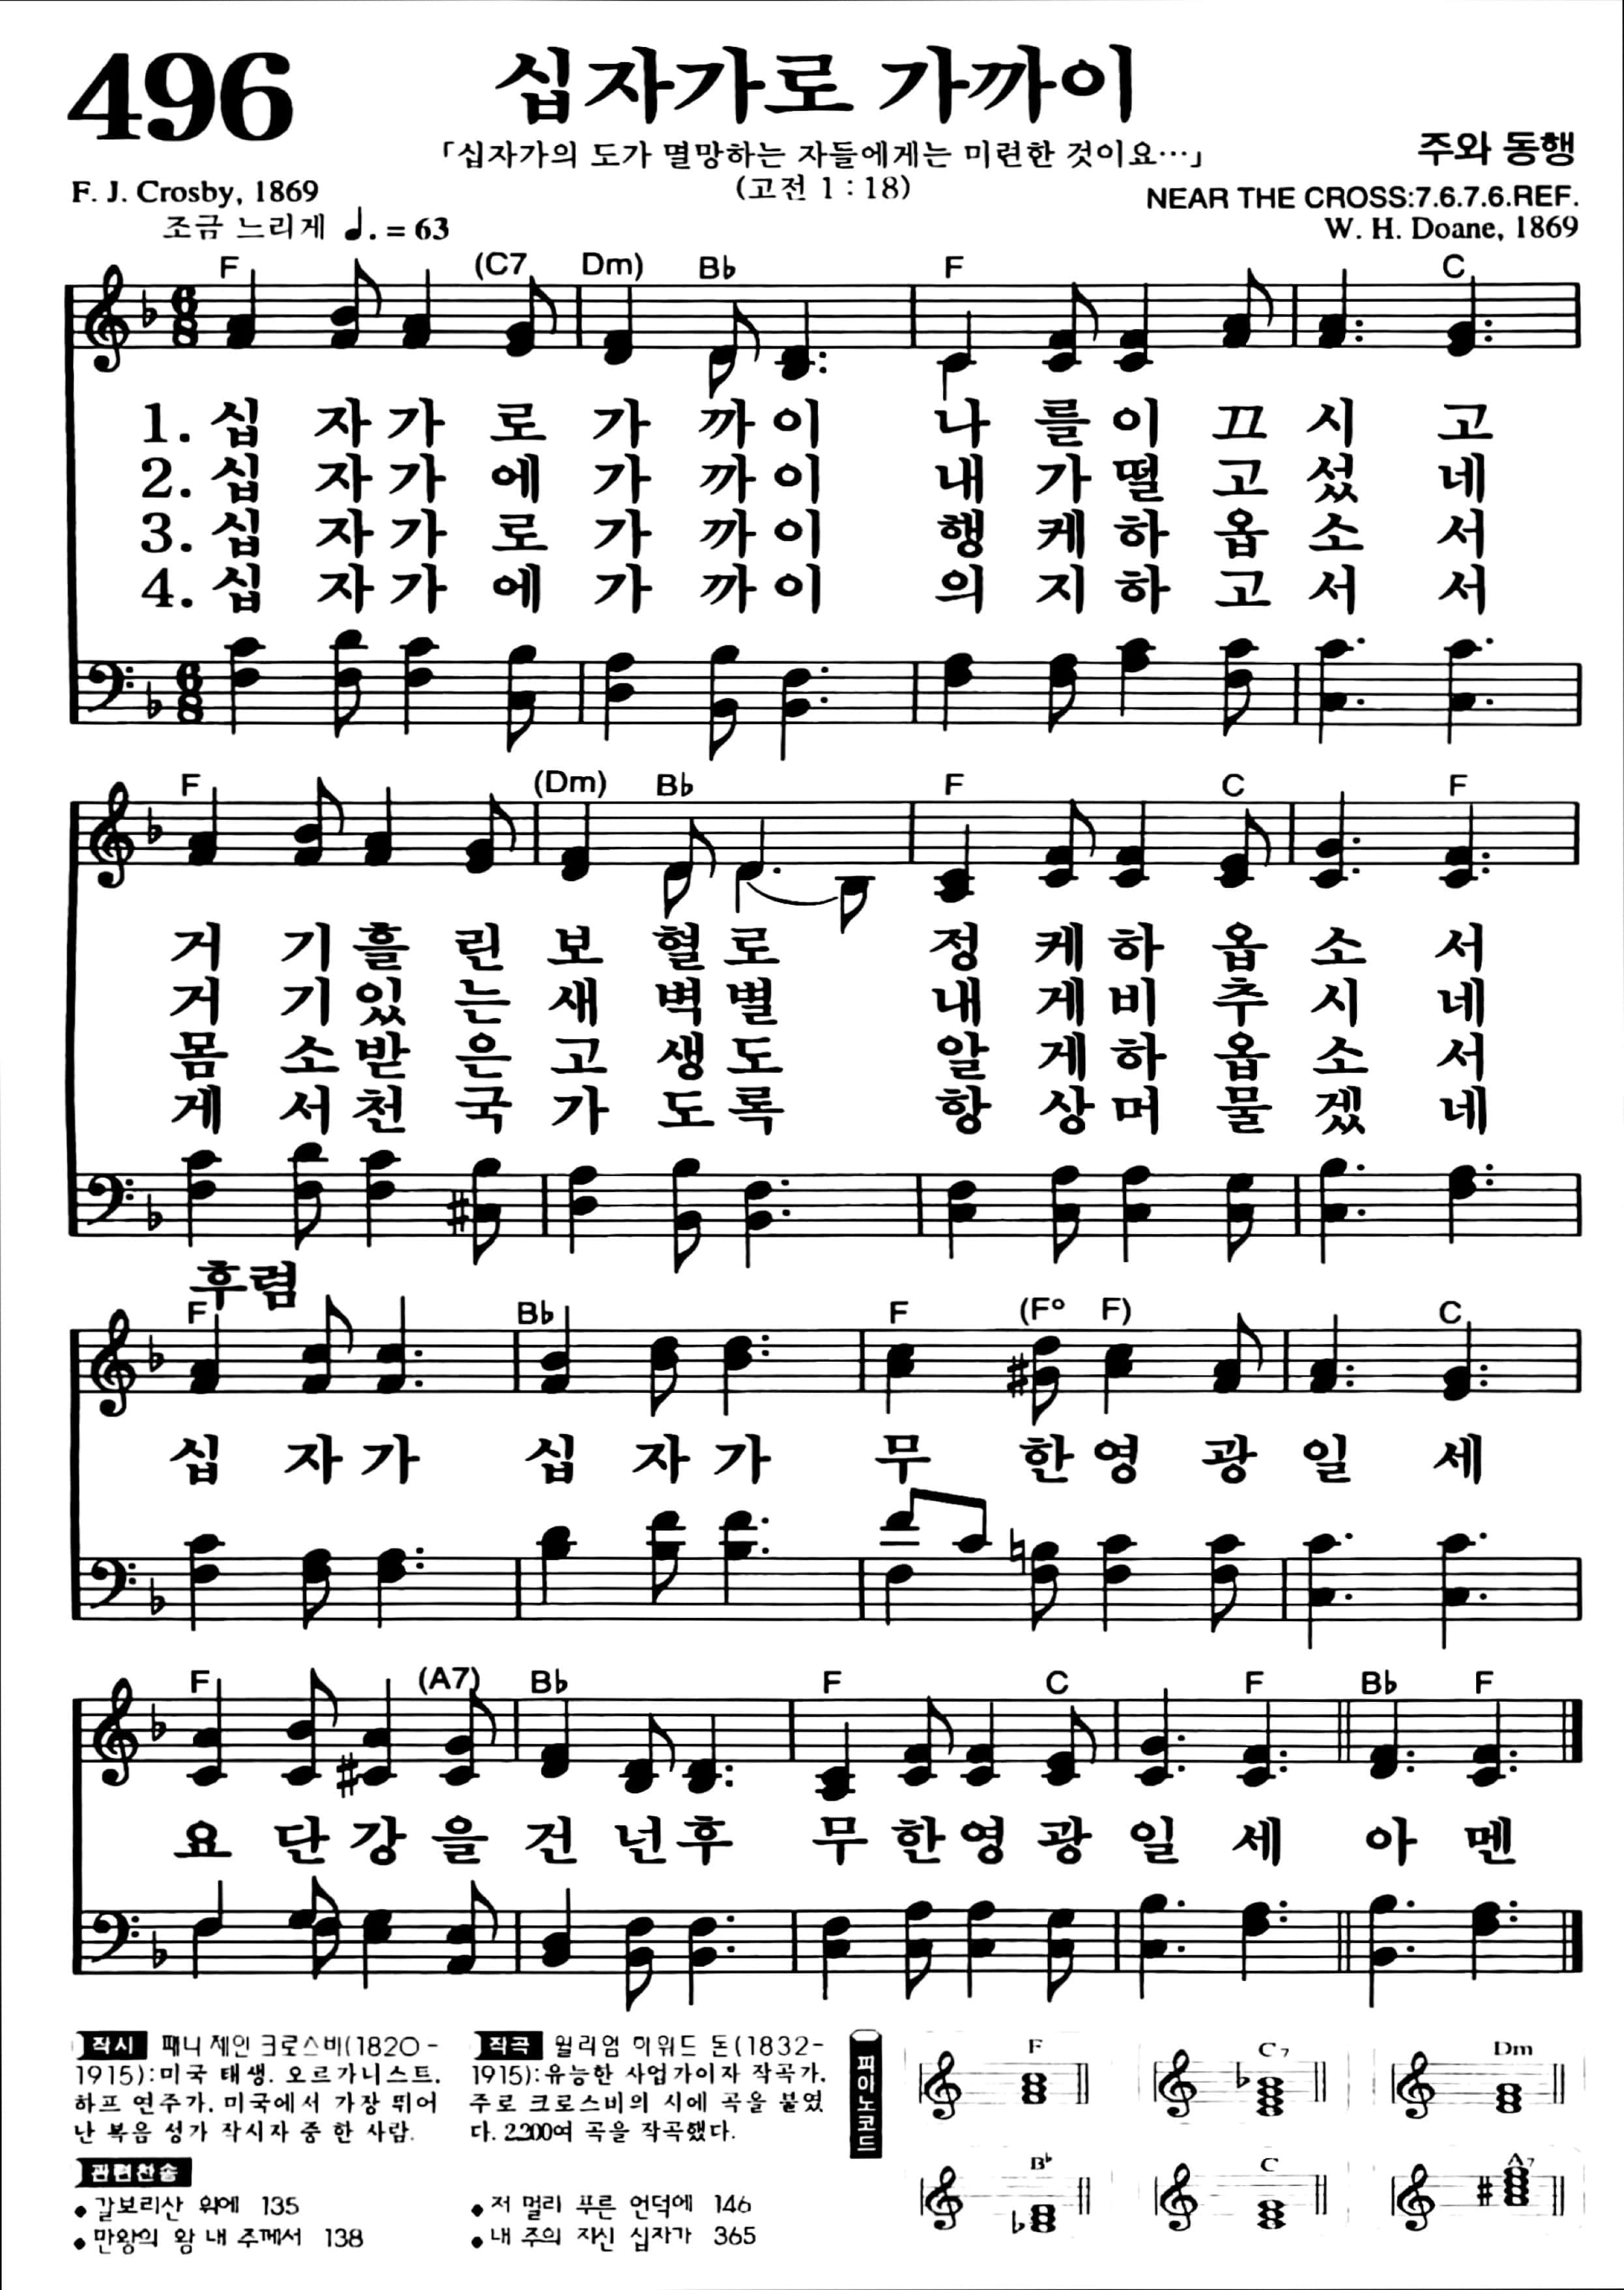 496
십자가로 가까이
「십자가의 도가 멸망하는 자들에게는 미련한 것이요…」
(고전 1 : 18)
주와 동행
F. J. Crosby, 1869
NEAR THE CROSS:7.6.7.6.REF.
조금 느리게 ♩. = 63
W. H. Doane, 1869
F (C7 Dm) B♭ F C
1. 십 자 가 로 가 까 이 나 를 이 끄 시 고
2. 십 자 가 에 가 까 이 내 가 떨 고 섰 네
3. 십 자 가 로 가 까 이 행 케 하 옵 소 서
4. 십 자 가 에 가 까 이 의 지 하 고 서 서
F (Dm) B♭ F C F
거 기 흘 린 보 혈 로 정 케 하 옵 소 서
거 기 있 는 새 벽 별 내 게 비 추 시 네
몸 소 받 은 고 생 도 알 게 하 옵 소 서
게 서 천 국 가 도 록 항 상 머 물 겠 네
후렴
F B♭ F (F° F) C
십 자 가 십 자 가 무 한 영 광 일 세
F (A7) B♭ F C F B♭ F
요 단 강 을 건 넌 후 무 한 영 광 일 세 아 멘
작시 패니 제인 크로스비(1820-
1915):미국 태생. 오르가니스트.
하프 연주가. 미국에서 가장 뛰어
난 복음 성가 작시자 중 한 사람.
작곡 윌리엄 하워드 돈(1832-
1915):유능한 사업가이자 작곡가.
주로 크로스비의 시에 곡을 붙였
다. 2200여 곡을 작곡했다.
관련찬송
• 갈보리산 위에 135
• 만왕의 왕 내 주께서 138
• 저 멀리 푸른 언덕에 146
• 내 주의 지신 십자가 365
피아노코드
F C7 Dm
B♭ C A7